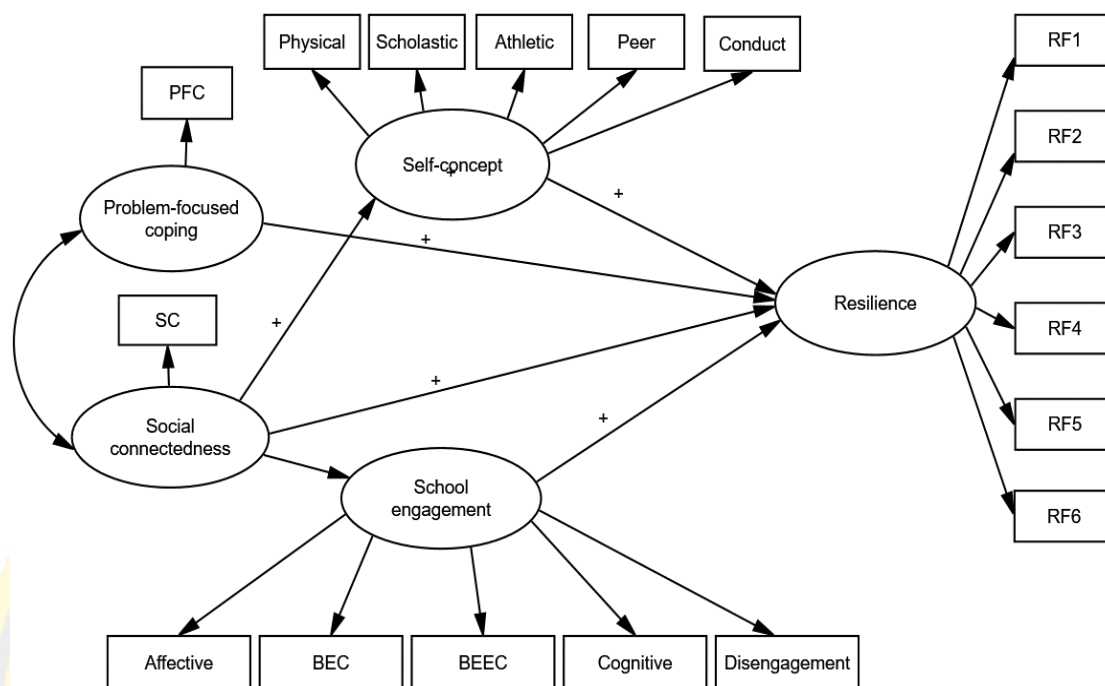 Physical
Scholastic
Athletic
Peer
Conduct
RF1
PFC
RF2
Self-concept
+
+
Problem-focused
coping
+
RF3
Resilience
SC
+
RF4
+
Social
connectedness
+
RF5
School
engagement
RF6
Affective
BEC
BEEC
Cognitive
Disengagement